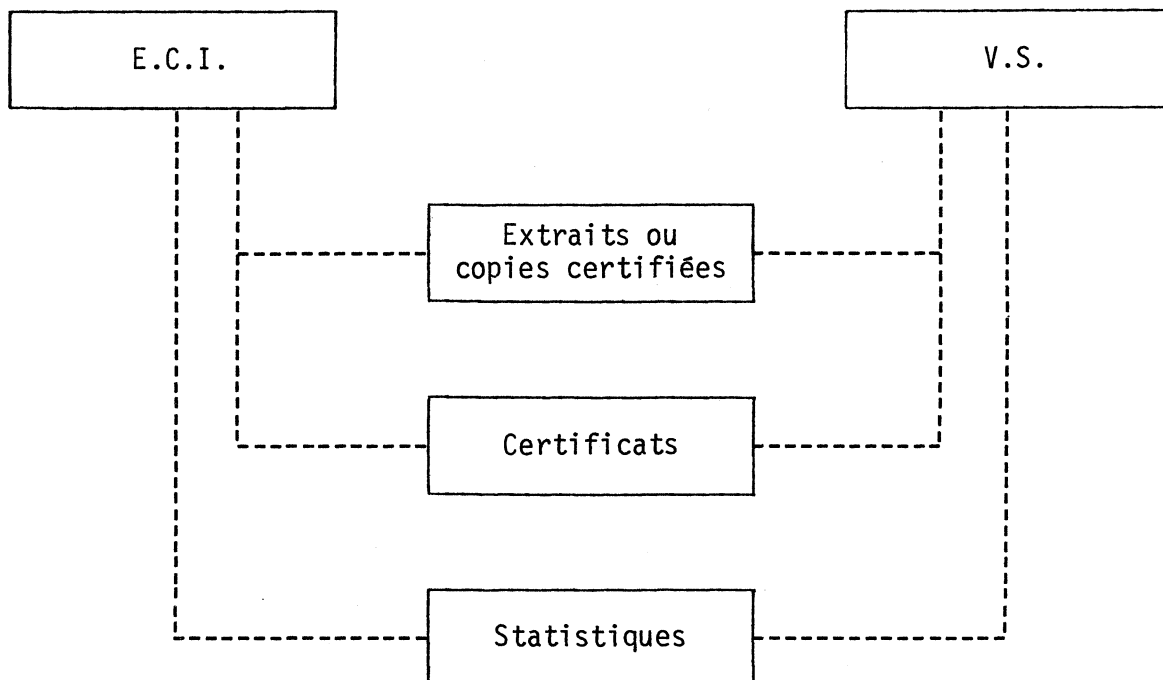 E.C.I.
V.S.
Extraits ou
copies certifiées
Certificats
Statistiques